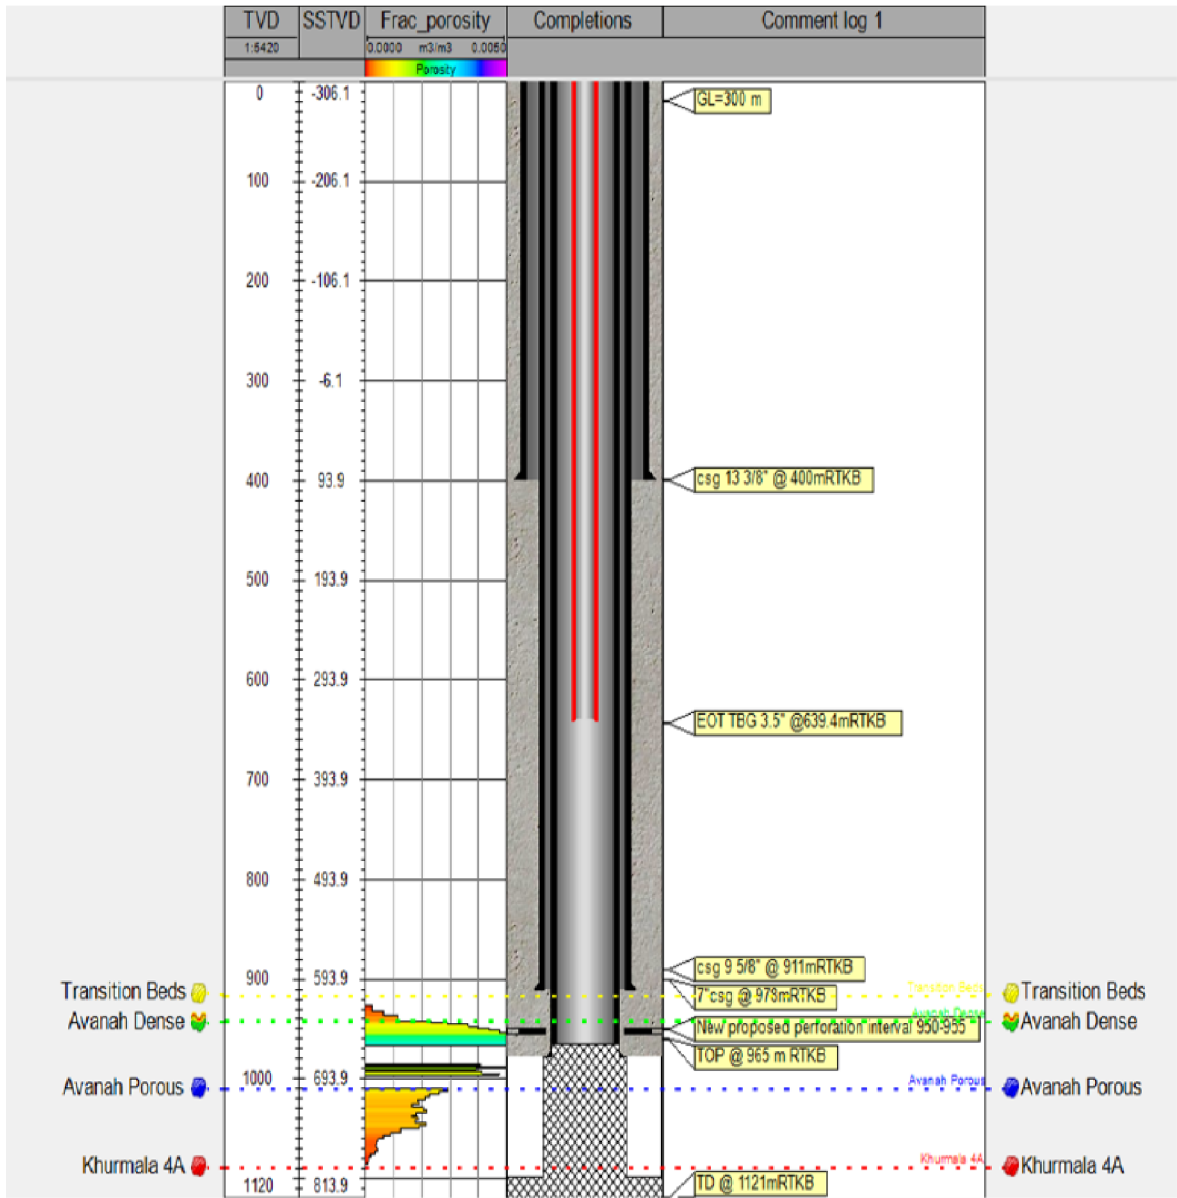 TVD SSTVD Frac_porosity Completions Comment log 1
1:5420 0.0000 m3/m3 0.0050
Porosity
0 -306.1
GL=300 m
100 -206.1
200 -106.1
300 -6.1
400 93.9
csg 13 3/8" @ 400mRTKB
500 193.9
600 293.9
EOT TBG 3.5" @639.4mRTKB
700 393.9
800 493.9
csg 9 5/8" @ 911mRTKB
900 593.9
7"csg @ 978mRTKB
Transition Beds Transition Beds Transition Beds
Avanah Dense Avanah Dense Avanah Dense
New proposed perforation interval 950-955
TOP @ 965 m RTKB
1000 693.9
Avanah Porous Avanah Porous Avanah Porous
Khurmala 4A Khurmala 4A Khurmala 4A
1120 813.9
TD @ 1121mRTKB